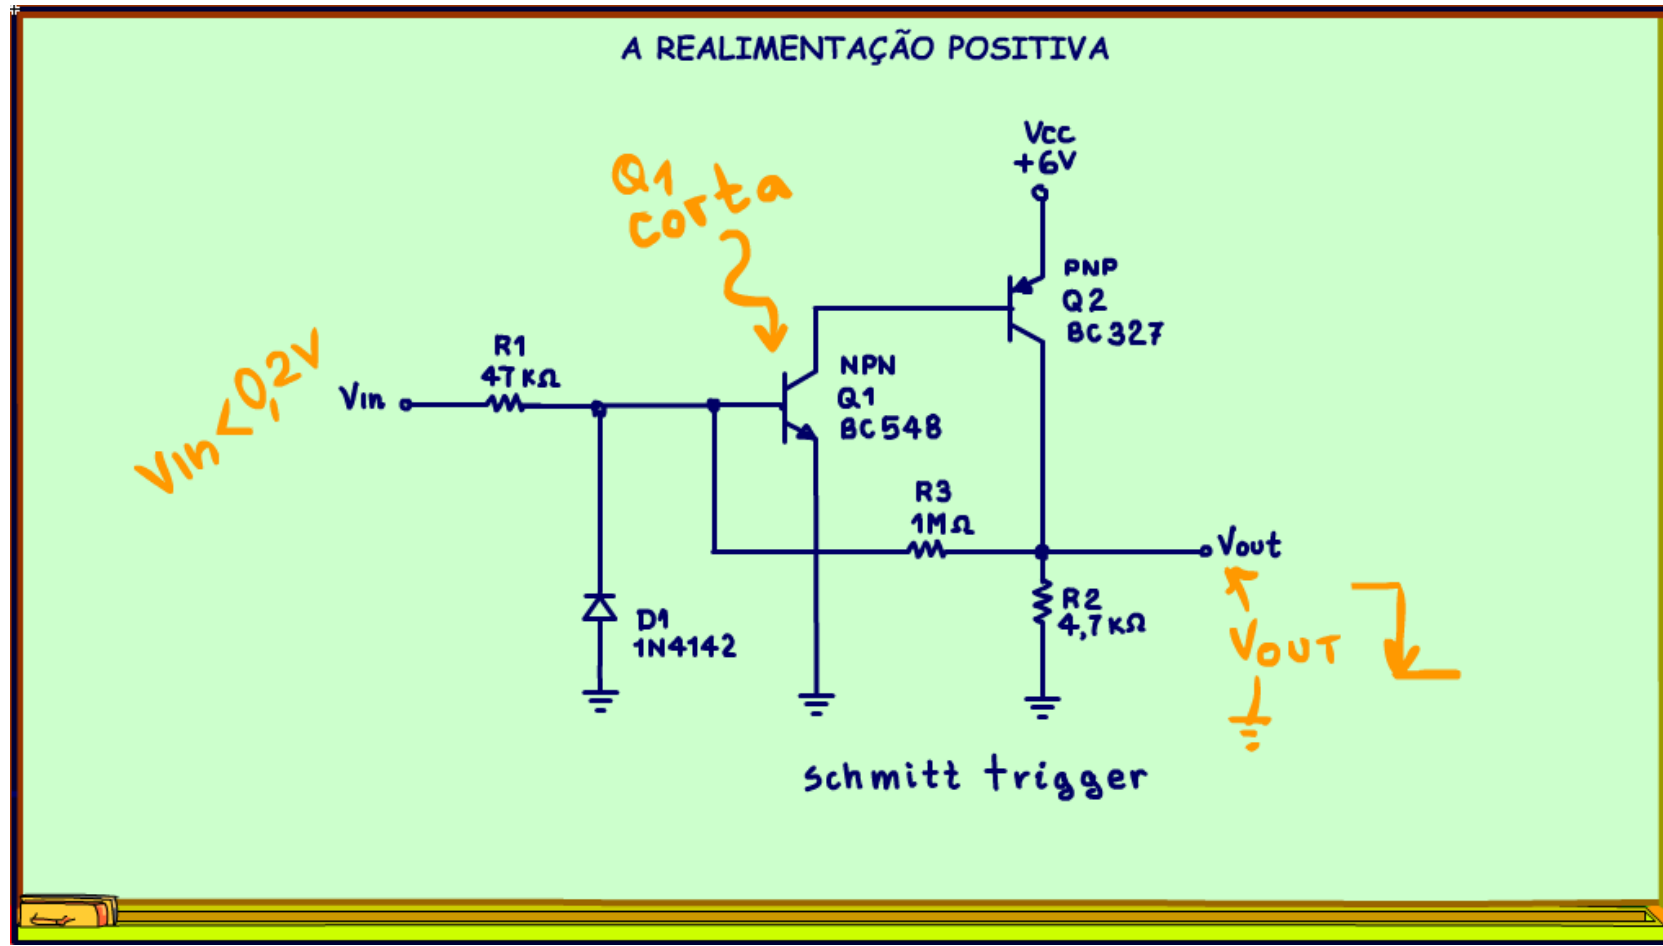 A REALIMENTAÇÃO POSITIVA
Vcc
+6V
Q1
corta
PNP
Q2
BC327
Vin<0,2V
R1
47KΩ
Vin
NPN
Q1
BC548
R3
1MΩ
Vout
D1
1N4142
R2
4,7KΩ
VOUT
schmitt trigger